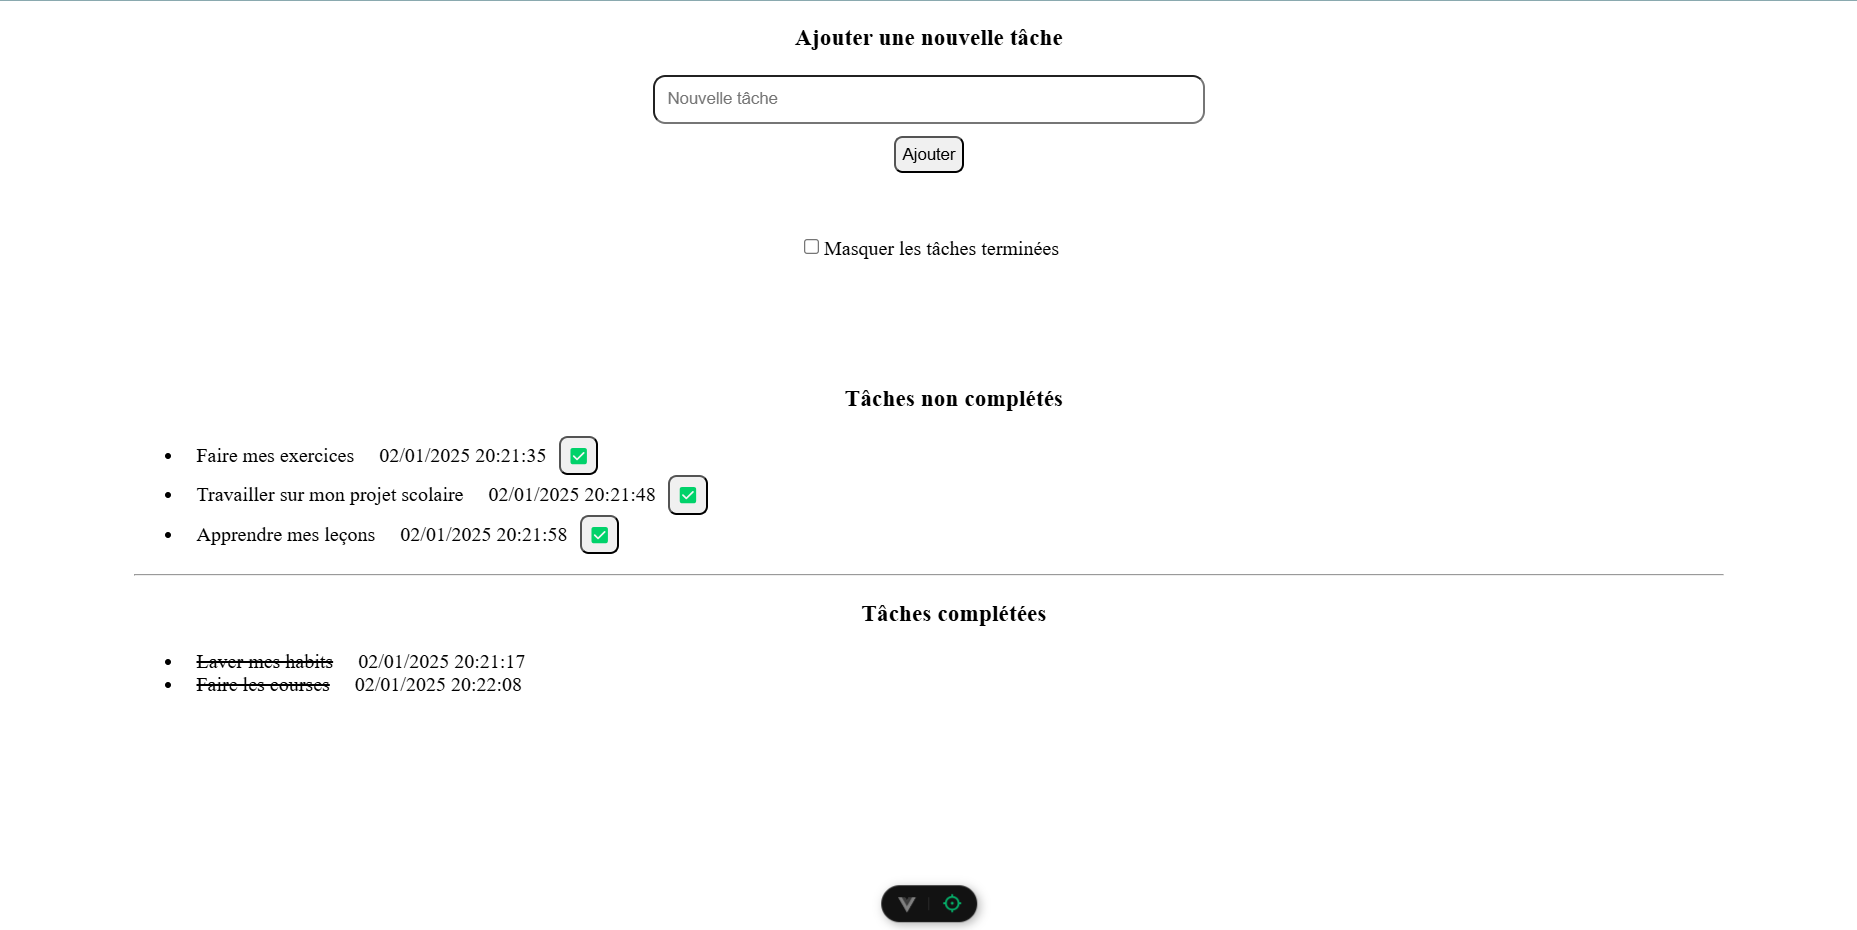 Ajouter une nouvelle tâche
Nouvelle tâche
Ajouter
Masquer les tâches terminées
Tâches non complétés
Faire mes exercices 02/01/2025 20:21:35
Travailler sur mon projet scolaire 02/01/2025 20:21:48
Apprendre mes leçons 02/01/2025 20:21:58
Tâches complétées
Laver mes habits 02/01/2025 20:21:17
Faire les courses 02/01/2025 20:22:08